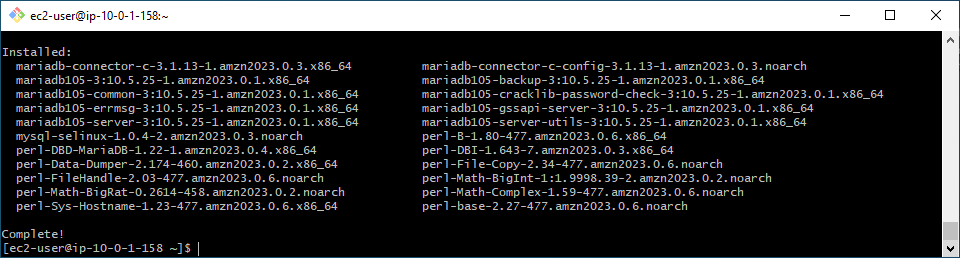 ec2-user@ip-10-0-1-158:~
Installed:
mariadb-connector-c-3.1.13-1.amzn2023.0.3.x86_64 mariadb-connector-c-config-3.1.13-1.amzn2023.0.3.noarch
mariadb105-3:10.5.25-1.amzn2023.0.1.x86_64 mariadb105-backup-3:10.5.25-1.amzn2023.0.1.x86_64
mariadb105-common-3:10.5.25-1.amzn2023.0.1.x86_64 mariadb105-cracklib-password-check-3:10.5.25-1.amzn2023.0.1.x86_64
mariadb105-errmsg-3:10.5.25-1.amzn2023.0.1.x86_64 mariadb105-gssapi-server-3:10.5.25-1.amzn2023.0.1.x86_64
mariadb105-server-3:10.5.25-1.amzn2023.0.1.x86_64 mariadb105-server-utils-3:10.5.25-1.amzn2023.0.1.x86_64
mysql-selinux-1.0.4-2.amzn2023.0.3.noarch perl-B-1.80-477.amzn2023.0.6.x86_64
perl-DBD-MariaDB-1.22-1.amzn2023.0.4.x86_64 perl-DBI-1.643-7.amzn2023.0.3.x86_64
perl-Data-Dumper-2.174-460.amzn2023.0.2.x86_64 perl-File-Copy-2.34-477.amzn2023.0.6.noarch
perl-FileHandle-2.03-477.amzn2023.0.6.noarch perl-Math-BigInt-1:1.9998.39-2.amzn2023.0.2.noarch
perl-Math-BigRat-0.2614-458.amzn2023.0.2.noarch perl-Math-Complex-1.59-477.amzn2023.0.6.noarch
perl-Sys-Hostname-1.23-477.amzn2023.0.6.x86_64 perl-base-2.27-477.amzn2023.0.6.noarch
Complete!
[ec2-user@ip-10-0-1-158 ~]$